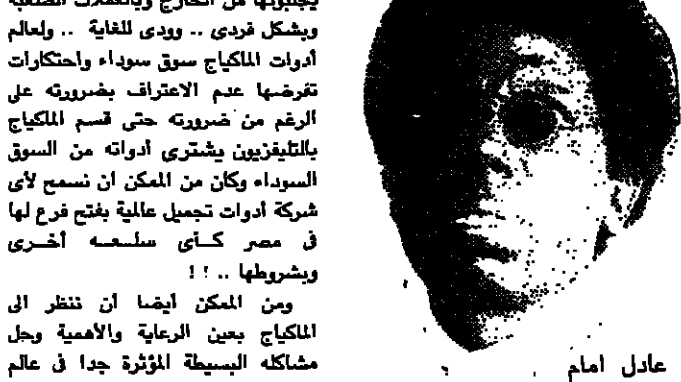 يجلبونها من الخارج وبالعملات الصعبة
وبشكل فردى .. وودى للغاية .. ولعالم
أدوات الماكياج سوق سوداء واحتكارات
تفرضها عدم الاعتراف بضرورته على
الرغم من ضرورته حتى قسم الماكياج
بالتليفزيون يشترى أدواته من السوق
السوداء وكان من الممكن ان نسمح لأى
شركة أدوات تجميل عالمية بفتح فرع لها
فى مصر كـأى سلـعـه أخـرى
وبشروطها .. ! !
ومن الممكن أيضا أن ننظر الى
الماكياج بعين الرعاية والأهمية وحل
مشاكله البسيطة المؤثرة جدا فى عالم
عادل امام